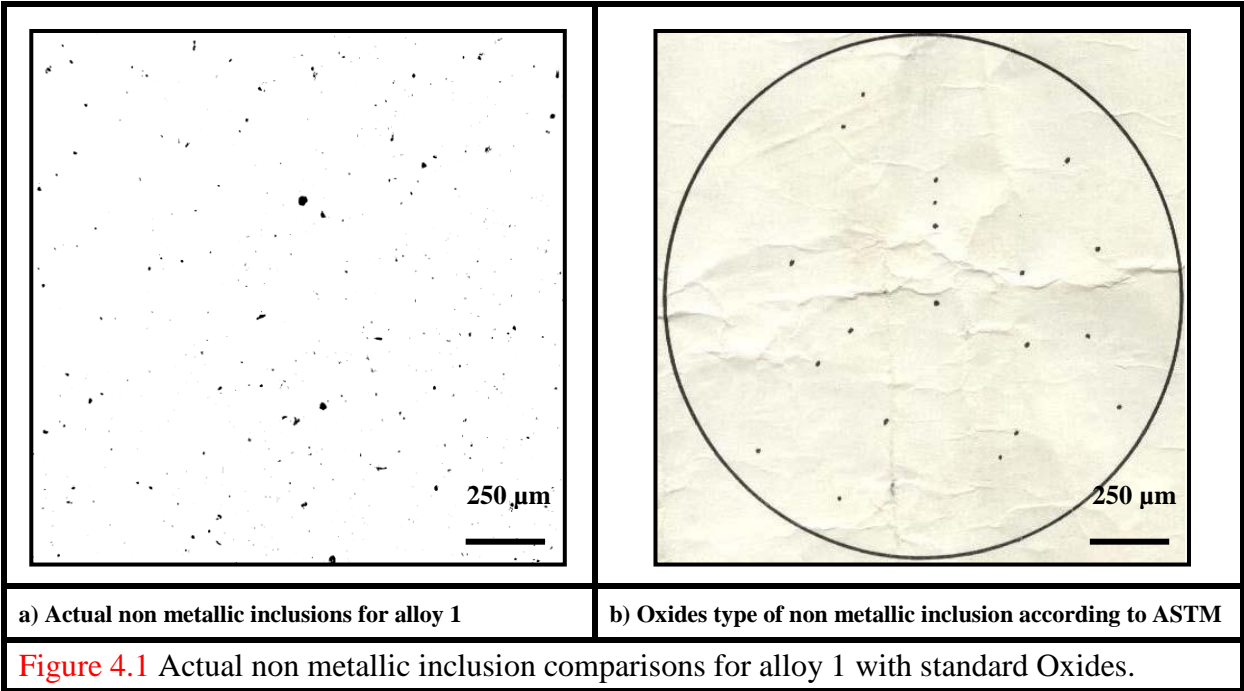 250 µm
250 µm
a) Actual non metallic inclusions for alloy 1
b) Oxides type of non metallic inclusion according to ASTM
Figure 4.1 Actual non metallic inclusion comparisons for alloy 1 with standard Oxides.